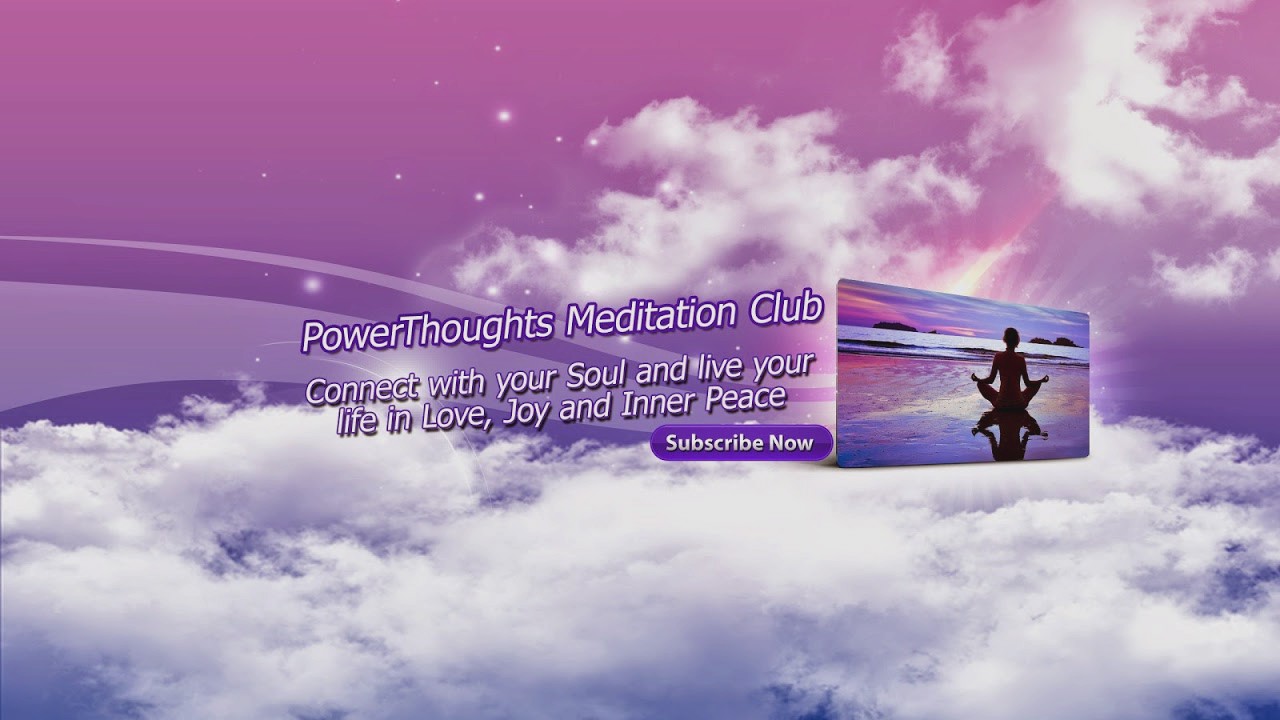 PowerThoughts Meditation Club
Connect with your Soul and live your
life in Love, Joy and Inner Peace
Subscribe Now